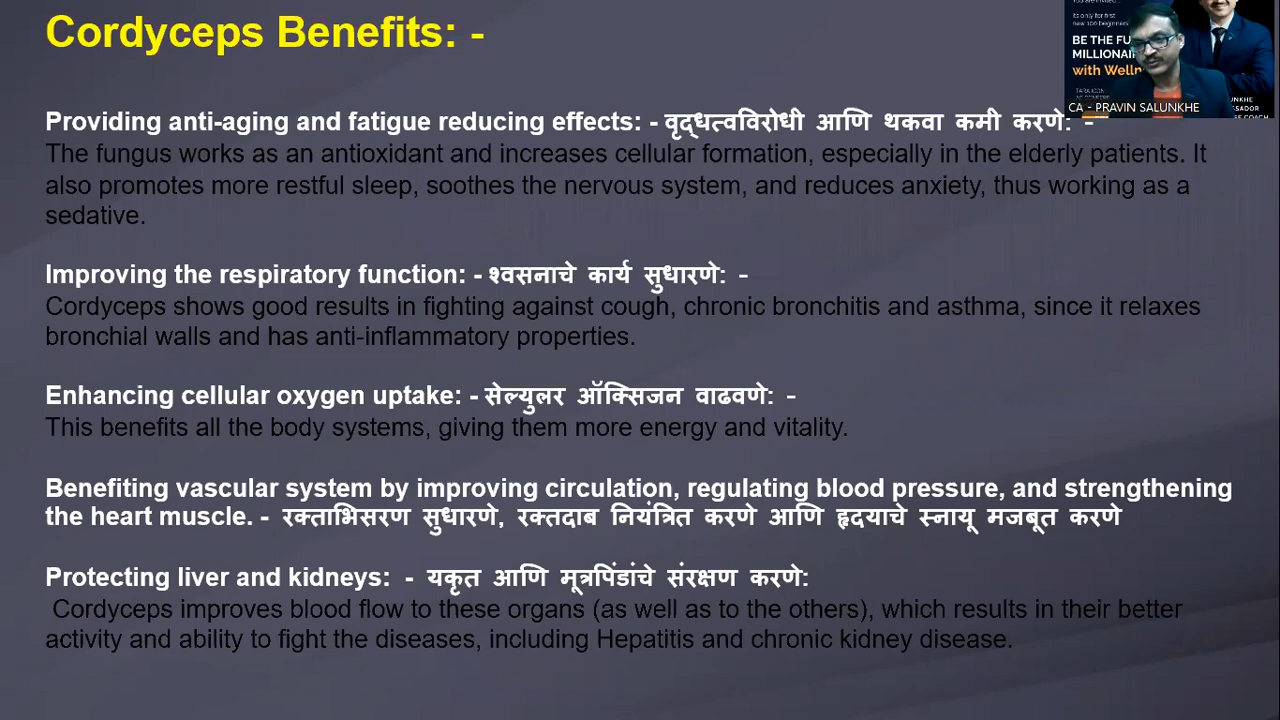 Cordyceps Benefits: -
Providing anti-aging and fatigue reducing effects: - वृद्धत्वविरोधी आणि थकवा कमी करणे: -
The fungus works as an antioxidant and increases cellular formation, especially in the elderly patients. It
also promotes more restful sleep, soothes the nervous system, and reduces anxiety, thus working as a
sedative.
Improving the respiratory function: - श्वसनाचे कार्य सुधारणे: -
Cordyceps shows good results in fighting against cough, chronic bronchitis and asthma, since it relaxes
bronchial walls and has anti-inflammatory properties.
Enhancing cellular oxygen uptake: - सेल्युलर ऑक्सिजन वाढवणे: -
This benefits all the body systems, giving them more energy and vitality.
Benefiting vascular system by improving circulation, regulating blood pressure, and strengthening
the heart muscle. - रक्ताभिसरण सुधारणे, रक्तदाब नियंत्रित करणे आणि हृदयाचे स्नायू मजबूत करणे
Protecting liver and kidneys: - यकृत आणि मूत्रपिंडांचे संरक्षण करणे:
Cordyceps improves blood flow to these organs (as well as to the others), which results in their better
activity and ability to fight the diseases, including Hepatitis and chronic kidney disease.
Its only for first
new 100 beginners
BE THE
MILLIONAI
with Welln
CA - PRAVIN SALUNKHE